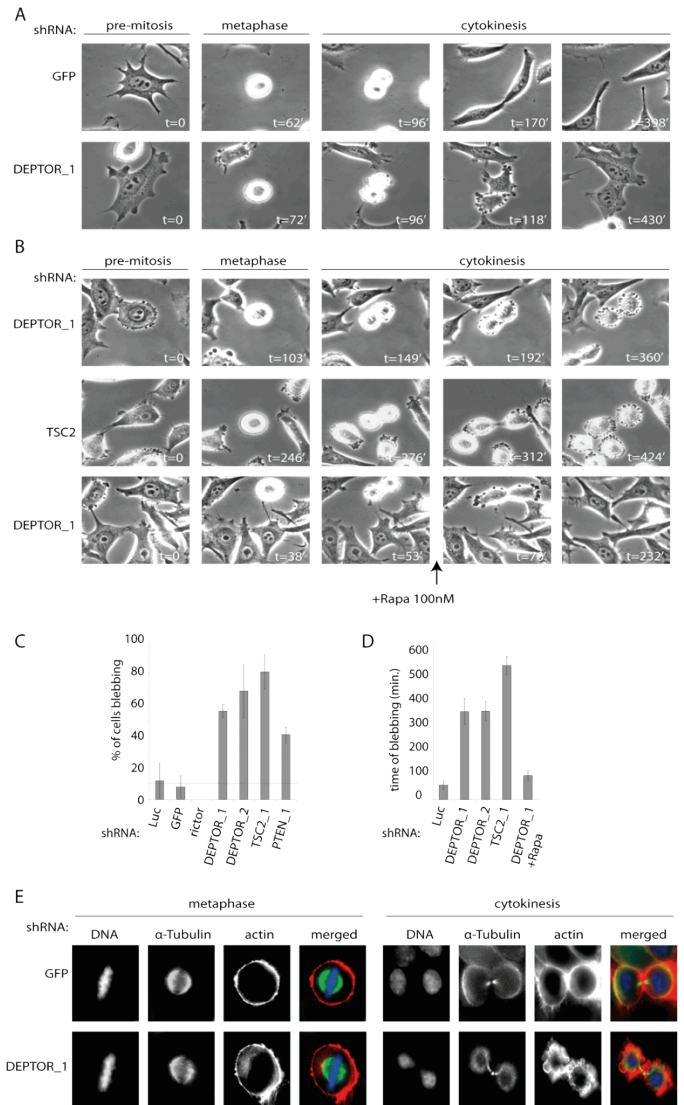 A
shRNA: pre-mitosis metaphase cytokinesis
GFP
t=0 t=62' t=96' t=170' t=398'
DEPTOR_1
t=0 t=72' t=96' t=118' t=430'
B
pre-mitosis metaphase cytokinesis
shRNA:
DEPTOR_1
t=0 t=103' t=149' t=192' t=360'
TSC2
t=0 t=246' t=276' t=312' t=424'
DEPTOR_1
t=0 t=38' t=53' t=70' t=232'
+Rapa 100nM
C
% of cells blebbing
100
80
60
40
20
0
shRNA: Luc GFP rictor DEPTOR_1 DEPTOR_2 TSC2_1 PTEN_1
D
time of blebbing (min.)
600
500
400
300
200
100
0
shRNA: Luc DEPTOR_1 DEPTOR_2 TSC2_1 DEPTOR_1 +Rapa
E
metaphase cytokinesis
shRNA:
DNA α-Tubulin actin merged DNA α-Tubulin actin merged
GFP
DEPTOR_1